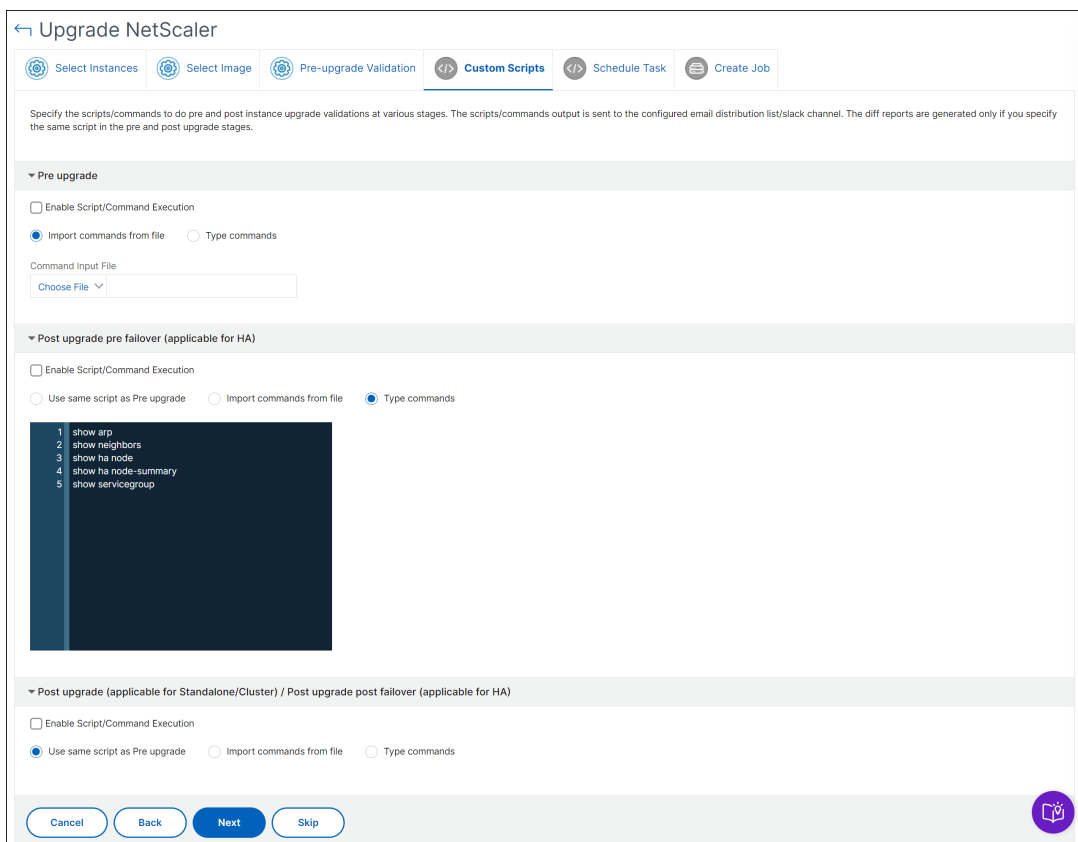 Upgrade NetScaler
Select Instances
Select Image
Pre-upgrade Validation
Custom Scripts
Schedule Task
Create Job
Specify the scripts/commands to do pre and post instance upgrade validations at various stages. The scripts/commands output is sent to the configured email distribution list/slack channel. The diff reports are generated only if you specify
the same script in the pre and post upgrade stages.
Pre upgrade
Enable Script/Command Execution
Import commands from file
Type commands
Command Input File
Choose File
Post upgrade pre failover (applicable for HA)
Enable Script/Command Execution
Use same script as Pre upgrade
Import commands from file
Type commands
1 show arp
2 show neighbors
3 show ha node
4 show ha node-summary
5 show servicegroup
Post upgrade (applicable for Standalone/Cluster) / Post upgrade post failover (applicable for HA)
Enable Script/Command Execution
Use same script as Pre upgrade
Import commands from file
Type commands
Cancel
Back
Next
Skip